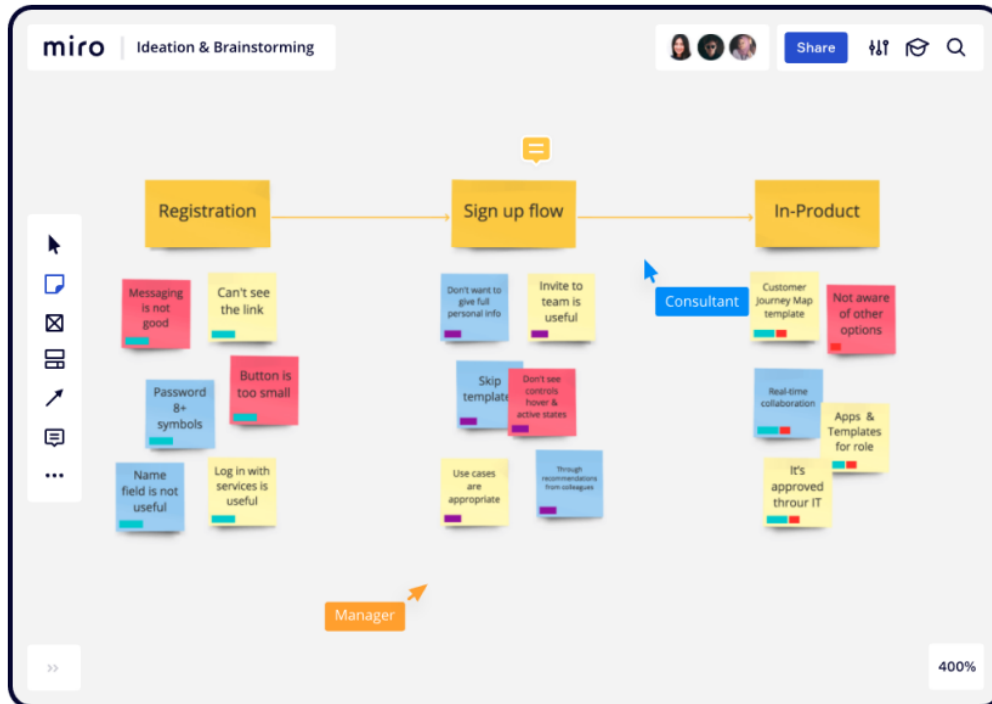 miro
Ideation & Brainstorming
Share
Registration
Sign up flow
In-Product
Messaging
is not
good
Can't see
the link
Password
8+
symbols
Button is
too small
Name
field is not
useful
Log in with
services is
useful
Don't want to
give full
personal info
Invite to
team is
useful
Skip
template
Don't see
controls
hover &
active states
Use cases
are
appropriate
Through
recommendations
from colleagues
Consultant
Customer
Journey Map
template
Not aware
of other
options
Real-time
collaboration
Apps &
Templates
for role
It's
approved
throur IT
Manager
400%